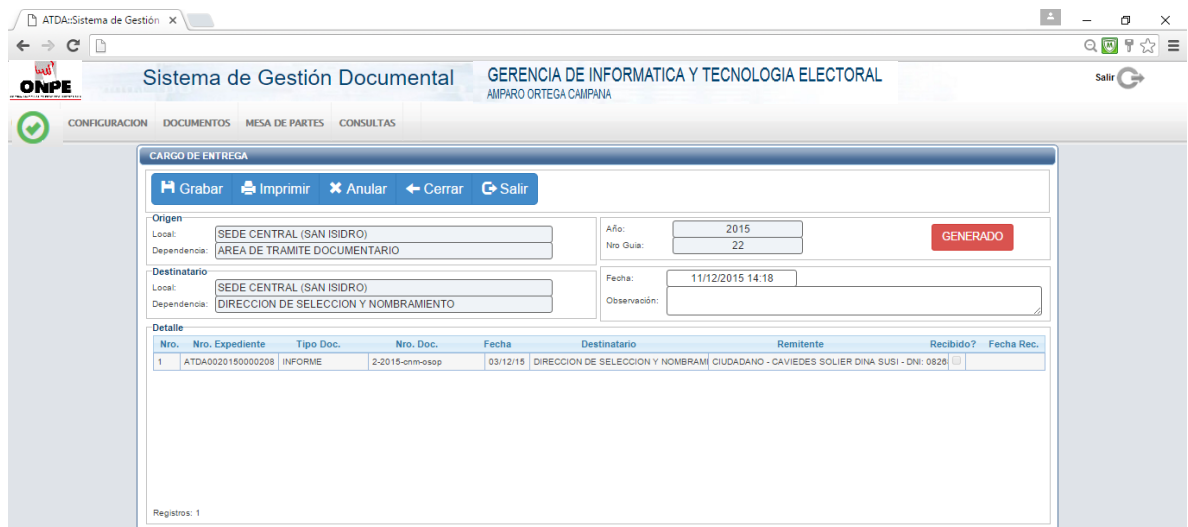 ATDA::Sistema de Gestión
ONPE
Sistema de Gestión Documental
GERENCIA DE INFORMATICA Y TECNOLOGIA ELECTORAL
AMPARO ORTEGA CAMPANA
Salir
CONFIGURACION DOCUMENTOS MESA DE PARTES CONSULTAS
CARGO DE ENTREGA
Grabar Imprimir Anular Cerrar Salir
Origen
Local: SEDE CENTRAL (SAN ISIDRO)
Dependencia: AREA DE TRAMITE DOCUMENTARIO
Año: 2015
Nro Guia: 22
GENERADO
Destinatario
Local: SEDE CENTRAL (SAN ISIDRO)
Dependencia: DIRECCION DE SELECCION Y NOMBRAMIENTO
Fecha: 11/12/2015 14:18
Observación:
Detalle
Nro. Nro. Expediente Tipo Doc. Nro. Doc. Fecha Destinatario Remitente Recibido? Fecha Rec.
1 ATDA0020150000208 INFORME 2-2015-cnm-osop 03/12/15 DIRECCION DE SELECCION Y NOMBRAMI CIUDADANO - CAVIEDES SOLIER DINA SUSI - DNI: 0826
Registros: 1